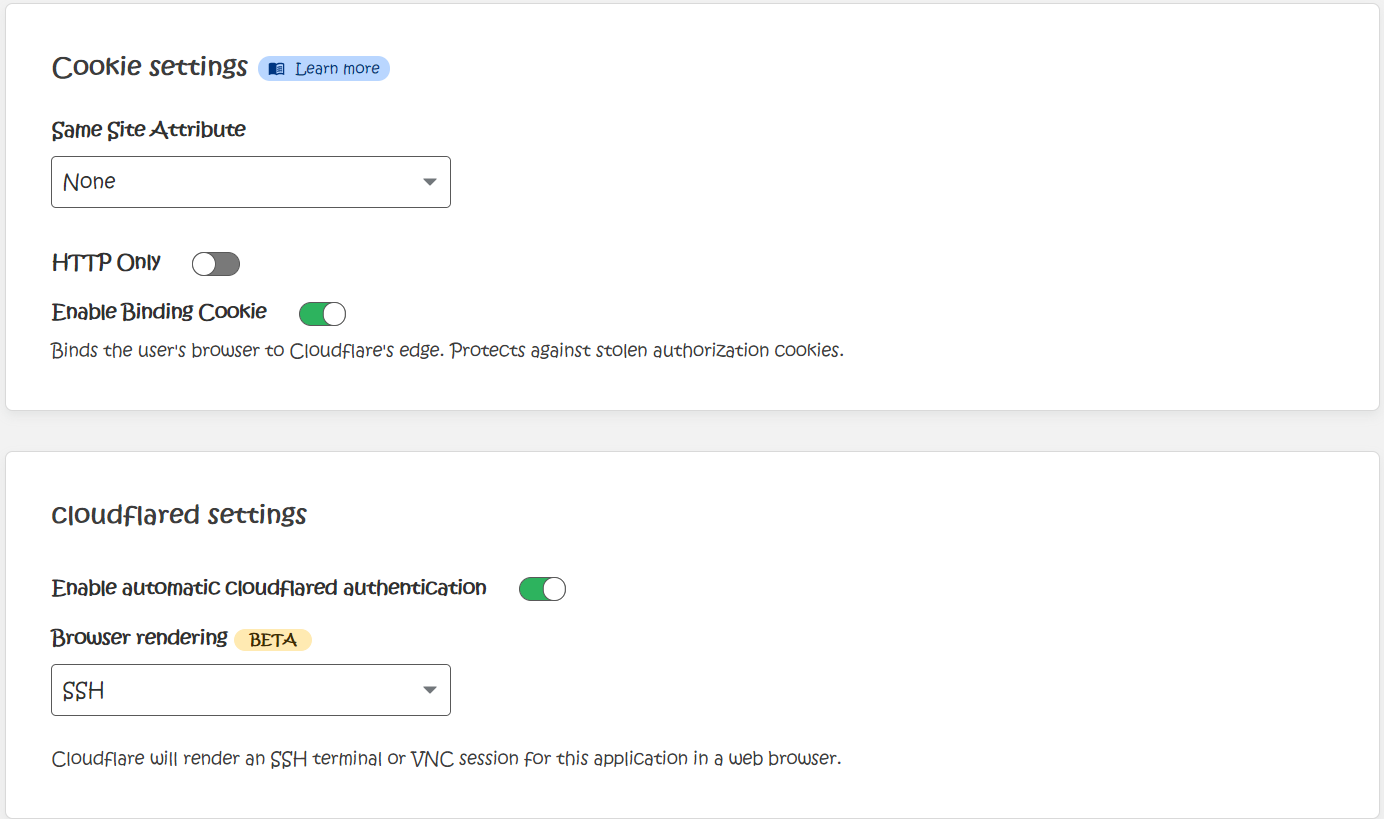 Cookie settings Learn more
Same Site Attribute
None
HTTP Only
Enable Binding Cookie
Binds the user's browser to Cloudflare's edge. Protects against stolen authorization cookies.
cloudflared settings
Enable automatic cloudflared authentication
Browser rendering BETA
SSH
Cloudflare will render an SSH terminal or VNC session for this application in a web browser.